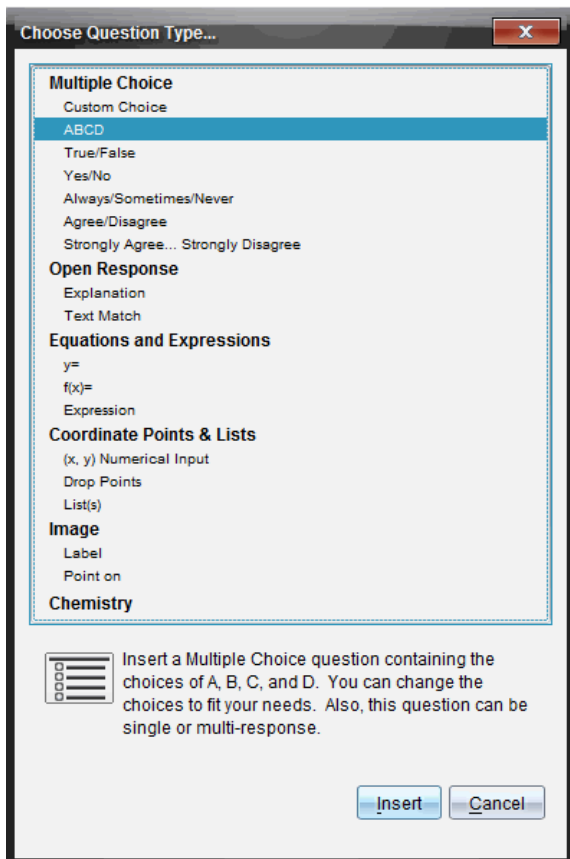 Choose Question Type...
Multiple Choice
Custom Choice
ABCD
True/False
Yes/No
Always/Sometimes/Never
Agree/Disagree
Strongly Agree... Strongly Disagree
Open Response
Explanation
Text Match
Equations and Expressions
y=
f(x)=
Expression
Coordinate Points & Lists
(x, y) Numerical Input
Drop Points
List(s)
Image
Label
Point on
Chemistry
Insert a Multiple Choice question containing the
choices of A, B, C, and D. You can change the
choices to fit your needs. Also, this question can be
single or multi-response.
Insert Cancel